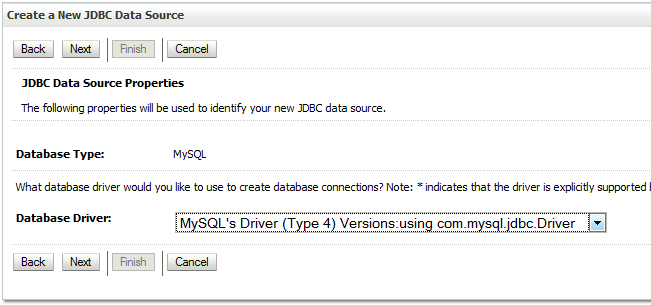 Create a New JDBC Data Source
Back Next Finish Cancel
JDBC Data Source Properties
The following properties will be used to identify your new JDBC data source.
Database Type: MySQL
What database driver would you like to use to create database connections? Note: * indicates that the driver is explicitly supported
Database Driver: MySQL's Driver (Type 4) Versions:using com.mysql.jdbc.Driver
Back Next Finish Cancel